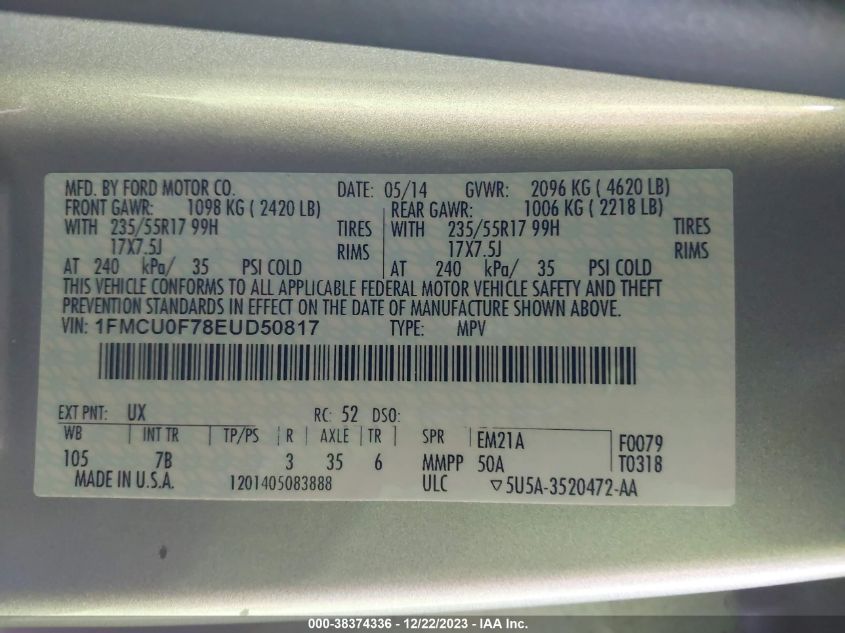 MFD. BY FORD MOTOR CO. DATE: 05/14 GVWR: 2096 KG ( 4620 LB)
FRONT GAWR: 1098 KG ( 2420 LB) REAR GAWR: 1006 KG ( 2218 LB)
WITH 235/55R17 99H TIRES WITH 235/55R17 99H TIRES
17X7.5J RIMS 17X7.5J RIMS
AT 240 kPa/ 35 PSI COLD AT 240 kPa/ 35 PSI COLD
THIS VEHICLE CONFORMS TO ALL APPLICABLE FEDERAL MOTOR VEHICLE SAFETY AND THEFT
PREVENTION STANDARDS IN EFFECT ON THE DATE OF MANUFACTURE SHOWN ABOVE.
VIN: 1FMCU0F78EUD50817 TYPE: MPV
EXT PNT: UX RC: 52 DSO:
WB INT TR TP/PS R AXLE TR SPR EM21A F0079
105 7B 3 35 6 MMPP 50A T0318
MADE IN U.S.A. 1201405083888 ULC ▽5U5A-3520472-AA
000-38374336 - 12/22/2023 - IAA Inc.